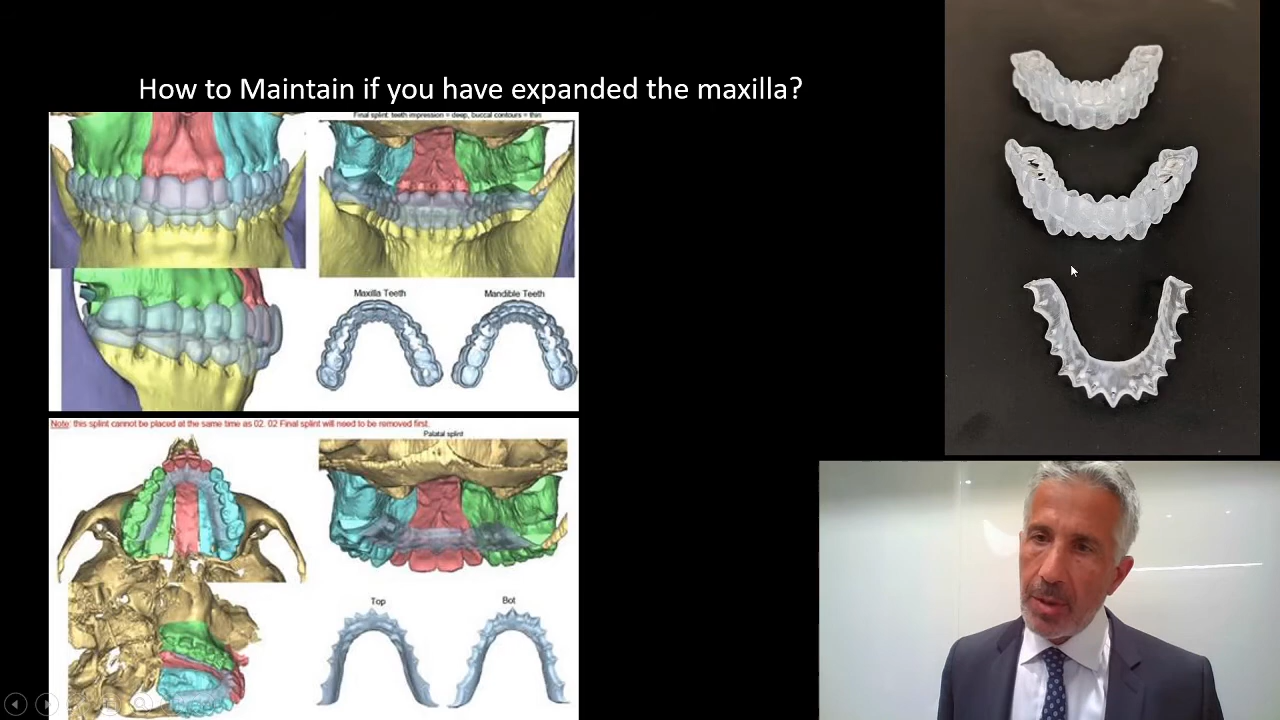 How to Maintain if you have expanded the maxilla?
Final splint: teeth impression = deep, buccal contours = thin
Maxilla Teeth
Mandible Teeth
Note: this splint cannot be placed at the same time as 02. 02 Final splint will need to be removed first.
Palatal splint
Top
Bot